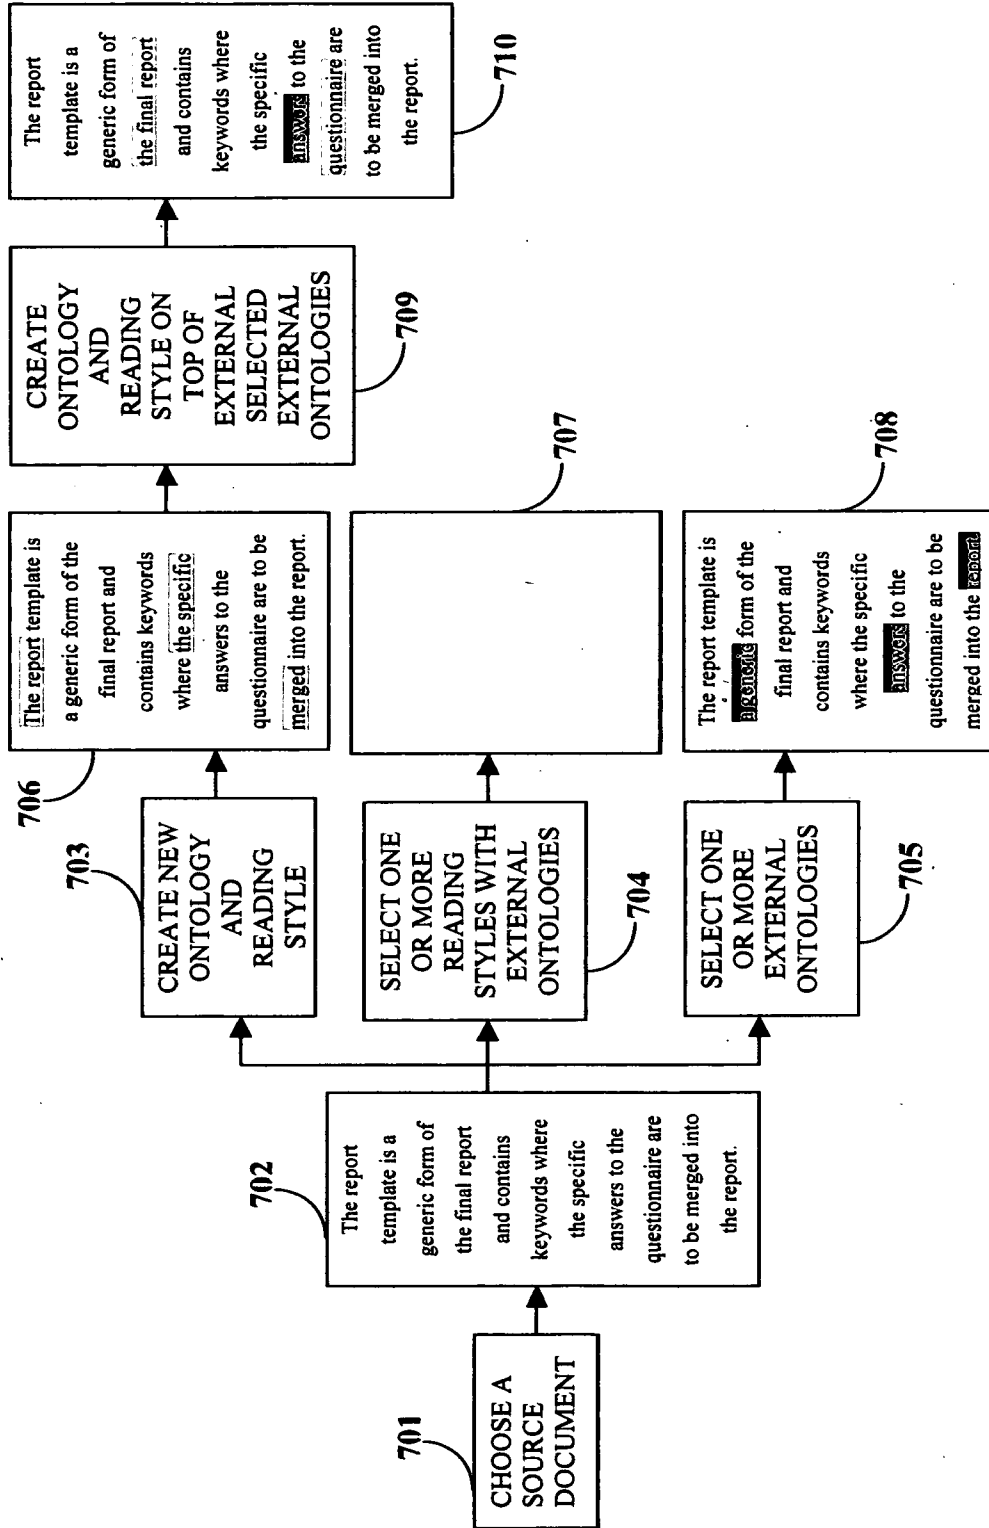 701
CHOOSE A
SOURCE
DOCUMENT
702
The report
template is a
generic form of
the final report
and contains
keywords where
the specific
answers to the
questionnaire are
to be merged into
the report.
703
CREATE NEW
ONTOLOGY
AND
READING
STYLE
SELECT ONE
OR MORE
READING
STYLES WITH
EXTERNAL
ONTOLOGIES
704
SELECT ONE
OR MORE
EXTERNAL
ONTOLOGIES
705
706
The report template is
a generic form of the
final report and
contains keywords
where the specific
answers to the
questionnaire are to be
merged into the report.
707
The report template is
a generic form of the
final report and
contains keywords
where the specific
answers to the
questionnaire are to be
merged into the report
708
CREATE
ONTOLOGY
AND
READING
STYLE ON
TOP OF
EXTERNAL
SELECTED
EXTERNAL
ONTOLOGIES
709
The report
template is a
generic form of
the final report
and contains
keywords where
the specific
answers to the
questionnaire are
to be merged into
the report.
710